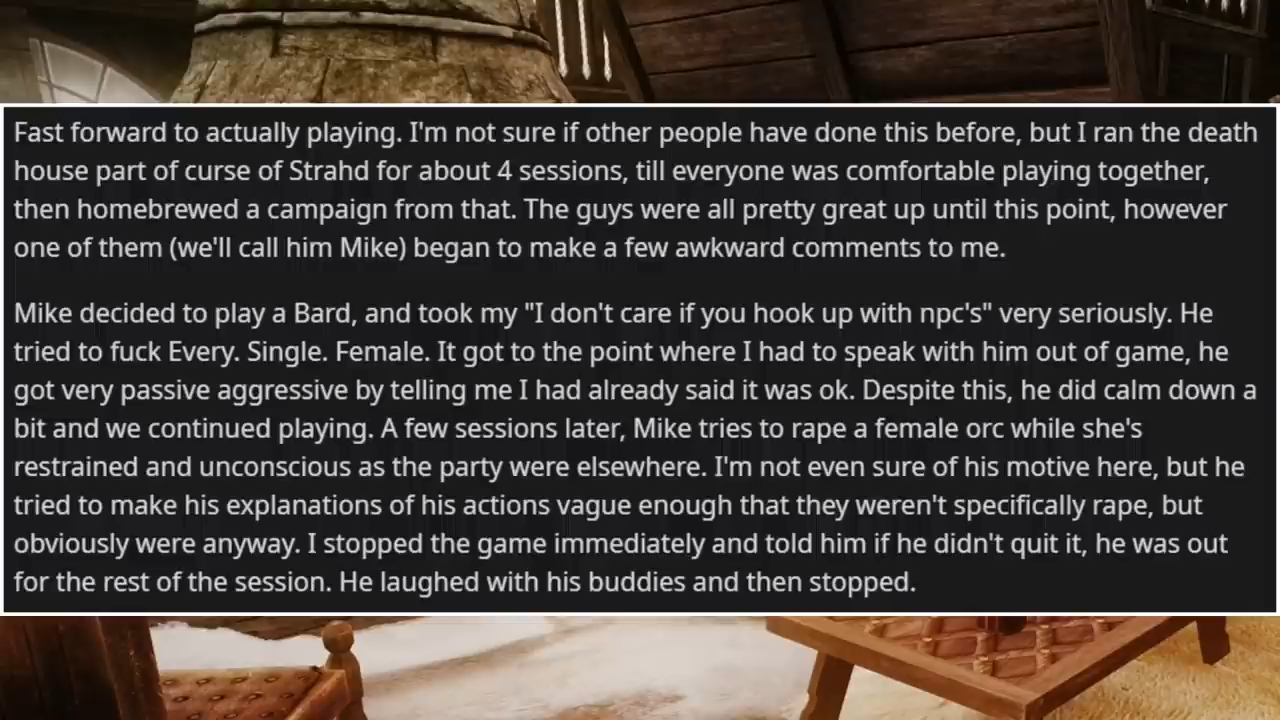 Fast forward to actually playing. I'm not sure if other people have done this before, but I ran the death
house part of curse of Strahd for about 4 sessions, till everyone was comfortable playing together,
then homebrewed a campaign from that. The guys were all pretty great up until this point, however
one of them (we'll call him Mike) began to make a few awkward comments to me.
Mike decided to play a Bard, and took my "I don't care if you hook up with npc's" very seriously. He
tried to fuck Every. Single. Female. It got to the point where I had to speak with him out of game, he
got very passive aggressive by telling me I had already said it was ok. Despite this, he did calm down a
bit and we continued playing. A few sessions later, Mike tries to rape a female orc while she's
restrained and unconscious as the party were elsewhere. I'm not even sure of his motive here, but he
tried to make his explanations of his actions vague enough that they weren't specifically rape, but
obviously were anyway. I stopped the game immediately and told him if he didn't quit it, he was out
for the rest of the session. He laughed with his buddies and then stopped.